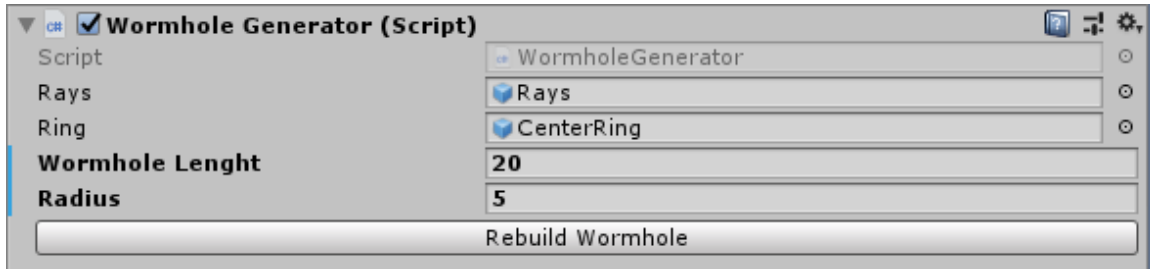 Wormhole Generator (Script)
Script WormholeGenerator
Rays Rays
Ring CenterRing
Wormhole Lenght 20
Radius 5
Rebuild Wormhole